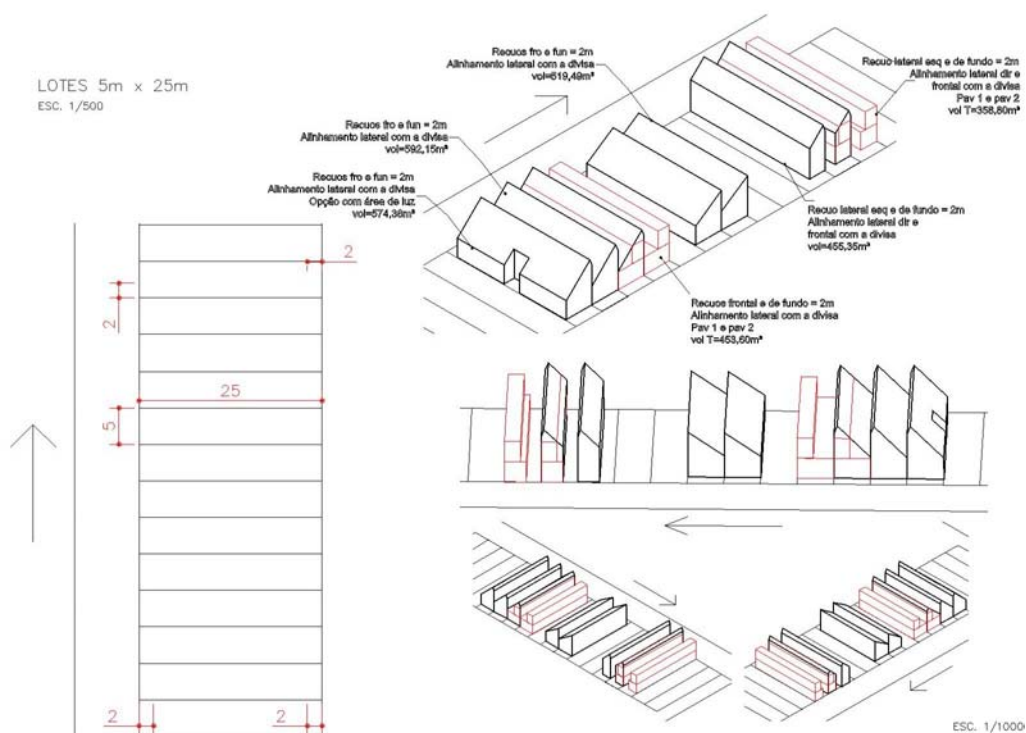 LOTES 5m x 25m
ESC. 1/500
Recuos fro e fun = 2m
Alinhamento lateral com a divisa
vol=619,49m³
Recuo lateral esq e de fundo = 2m
Alinhamento lateral dir e
frontal com a divisa
Pav 1 e pav 2
vol T=358,80m³
Recuos fro e fun = 2m
Alinhamento lateral com a divisa
vol=592,15m³
Recuos fro e fun = 2m
Alinhamento lateral com a divisa
Opção com área de luz
vol=574,36m³
Recuo lateral esq e de fundo = 2m
Alinhamento lateral dir e
frontal com a divisa
vol=455,35m³
Recuos frontal e de fundo = 2m
Alinhamento lateral com a divisa
Pav 1 e pav 2
vol T=453,60m³
2
2
25
5
2
2
ESC. 1/1000